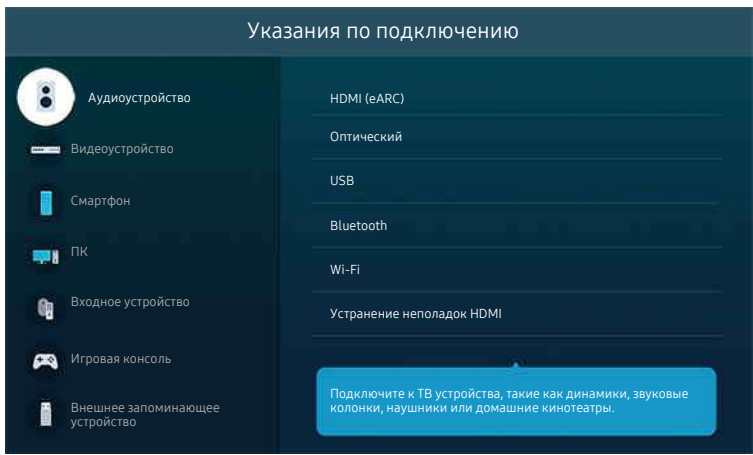 Указания по подключению
Аудиоустройство
Видеоустройство
Смартфон
ПК
Входное устройство
Игровая консоль
Внешнее запоминающее
устройство
HDMI (eARC)
Оптический
USB
Bluetooth
Wi-Fi
Устранение неполадок HDMI
Подключите к ТВ устройства, такие как динамики, звуковые
колонки, наушники или домашние кинотеатры.